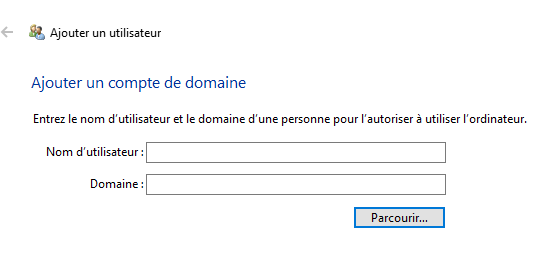 Ajouter un utilisateur
Ajouter un compte de domaine
Entrez le nom d’utilisateur et le domaine d’une personne pour l’autoriser à utiliser l’ordinateur.
Nom d’utilisateur :
Domaine :
Parcourir...